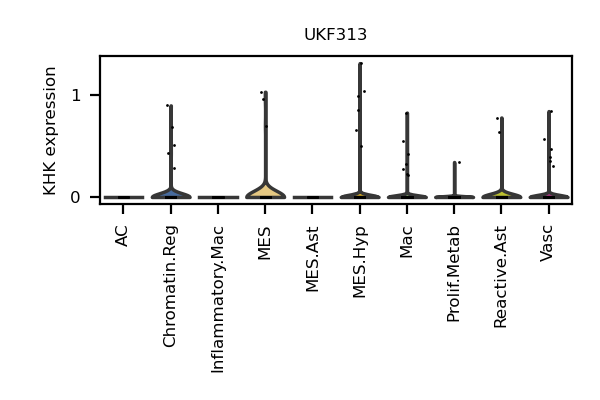 UKF313
KHK expression
1
0
AC
Chromatin.Reg
Inflammatory.Mac
MES
MES.Ast
MES.Hyp
Mac
Prolif.Metab
Reactive.Ast
Vasc